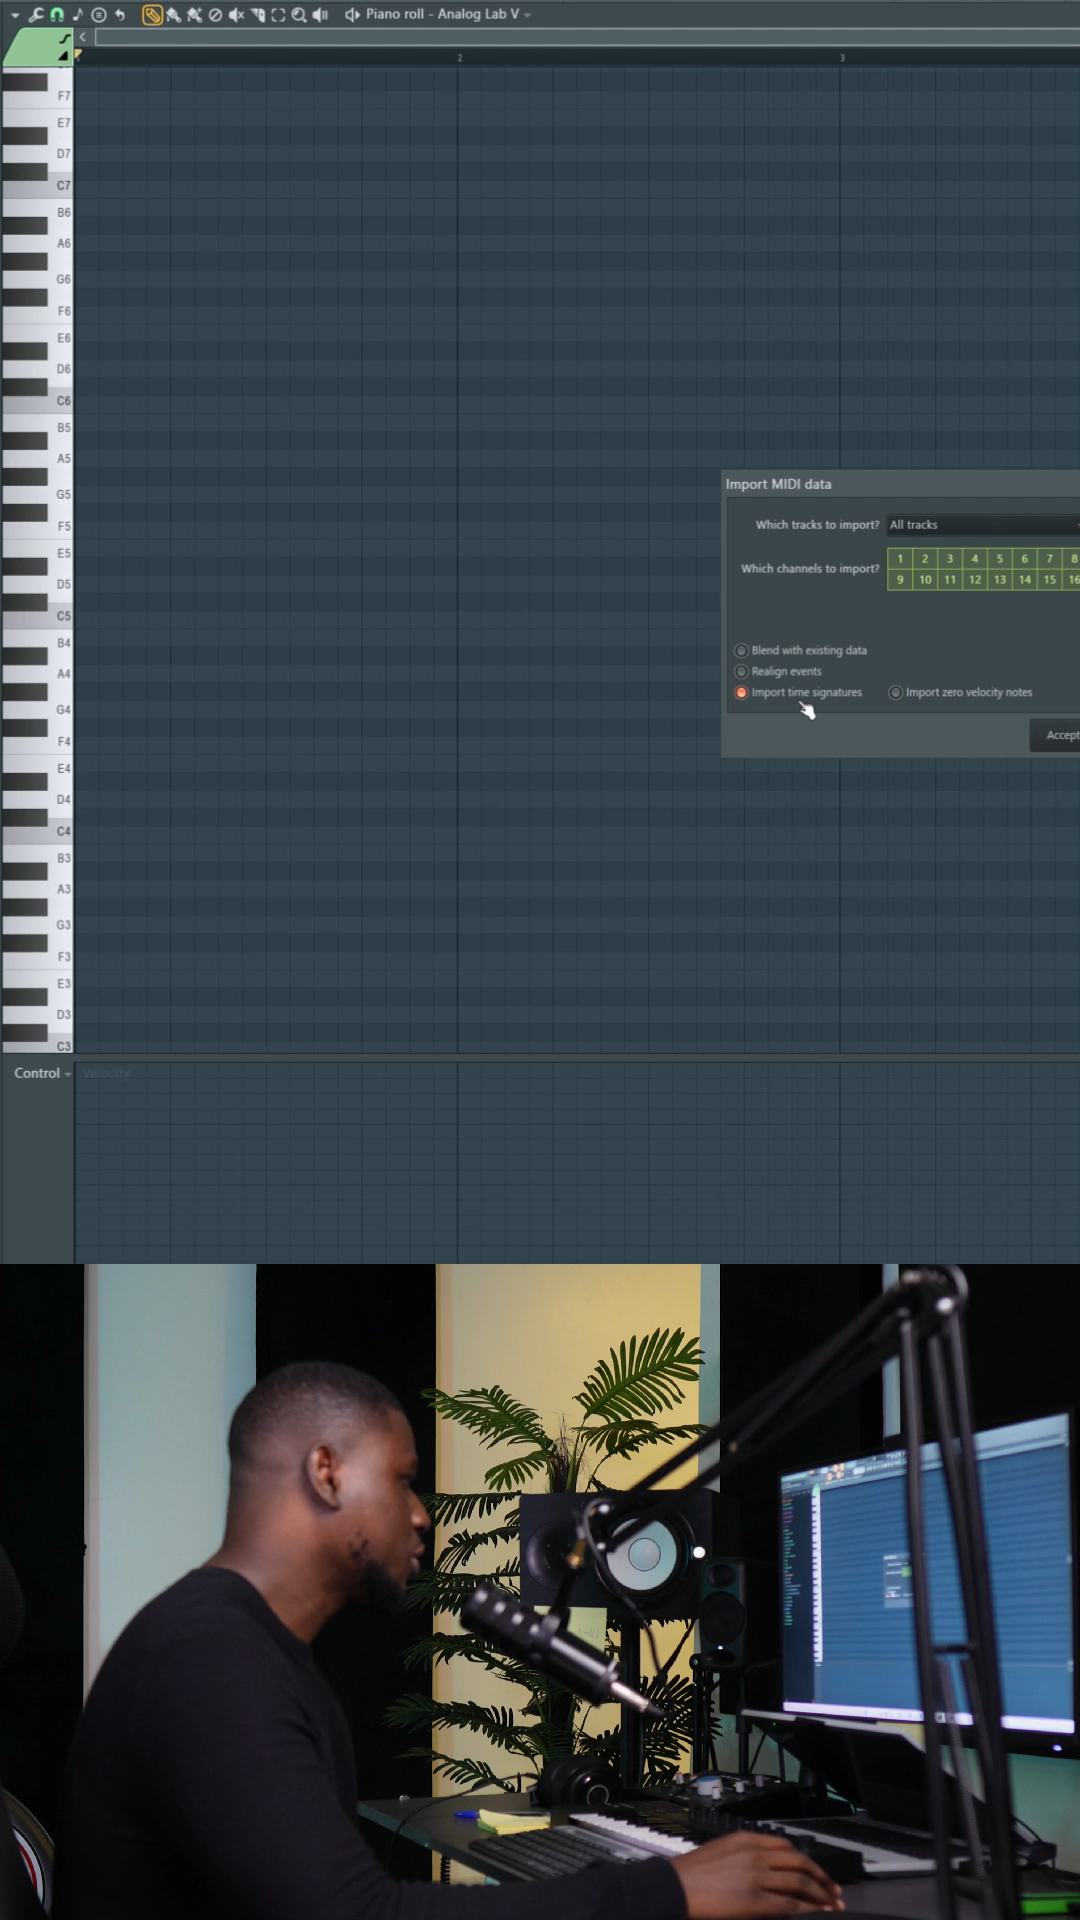 Piano roll - Analog Lab V
2
3
F7
E7
D7
C7
B6
A6
G6
F6
E6
D6
C6
B5
A5
G5
F5
E5
D5
C5
B4
A4
G4
F4
E4
D4
C4
B3
A3
G3
F3
E3
D3
C3
Import MIDI data
Which tracks to import? All tracks
Which channels to import?
1 2 3 4 5 6 7 8
9 10 11 12 13 14 15 16
Blend with existing data
Realign events
Import time signatures Import zero velocity notes
Accept
Control Velocity